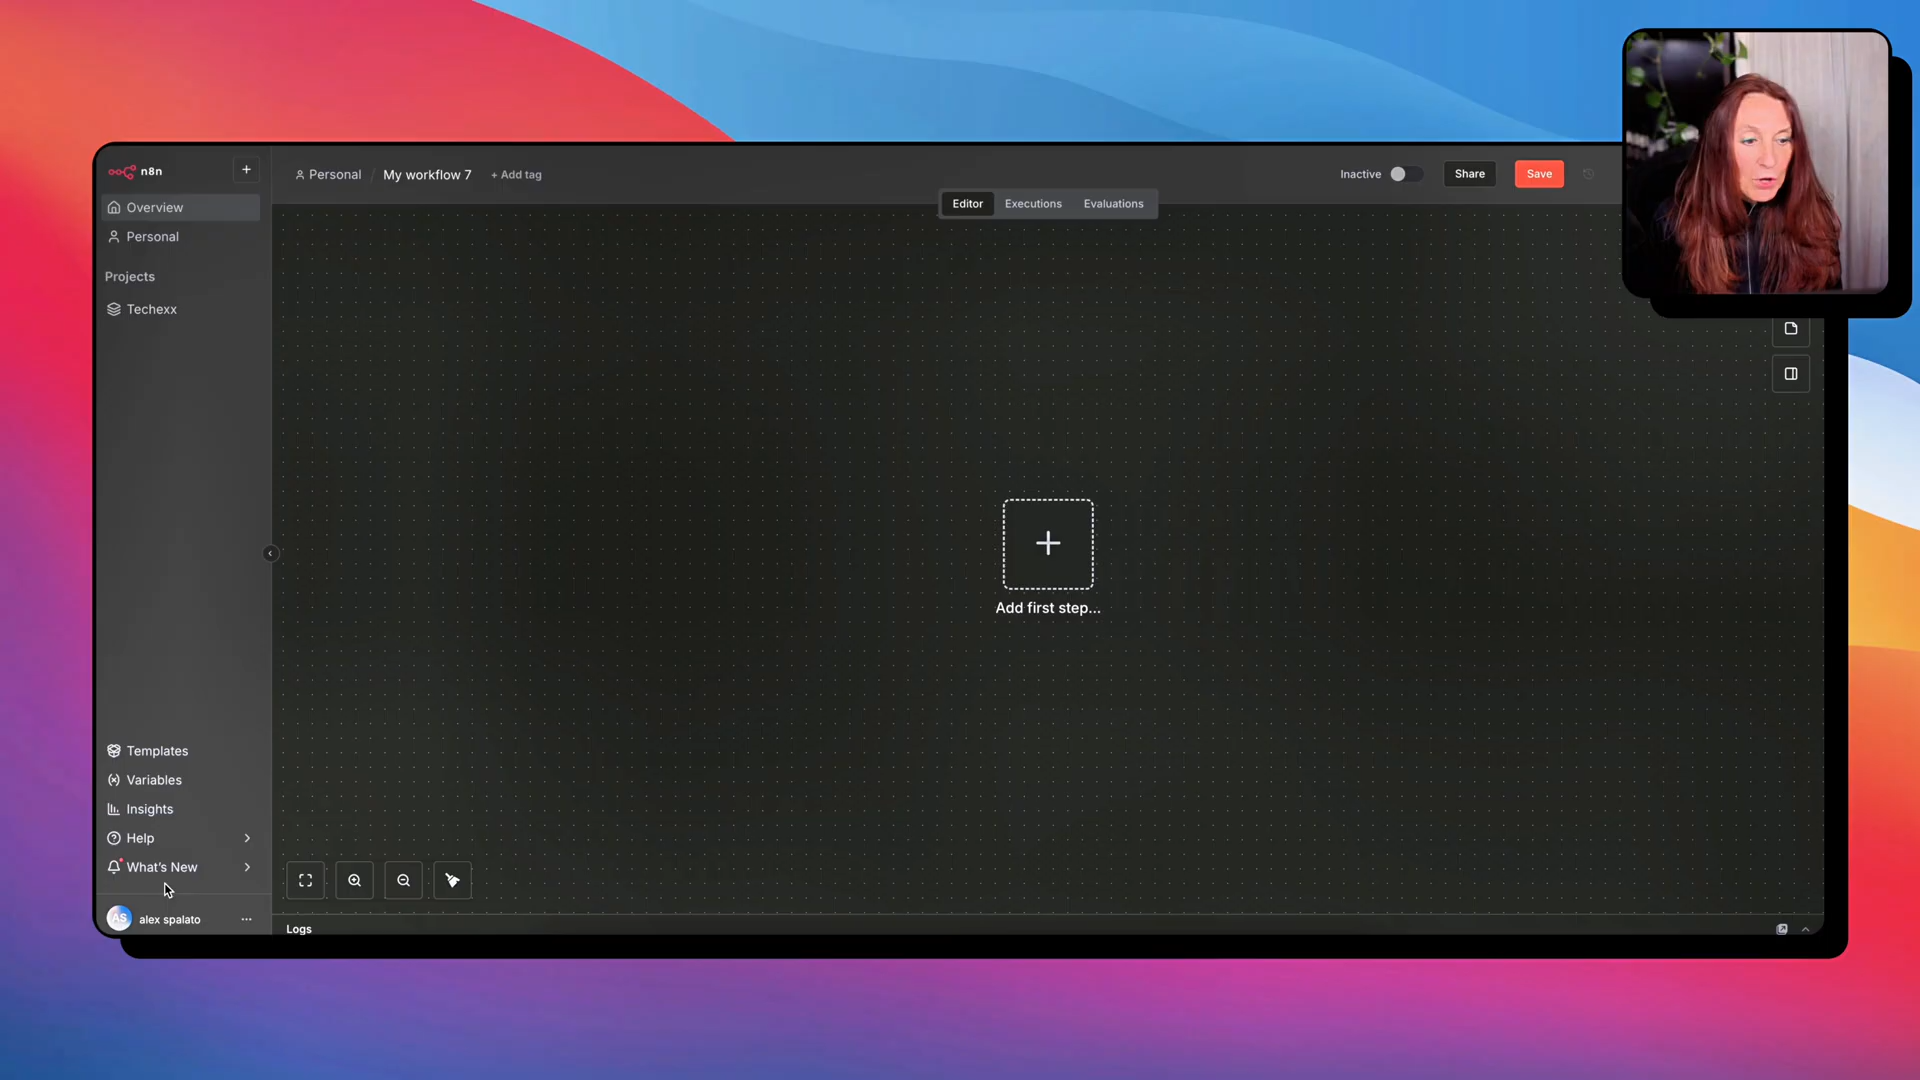 n8n
Overview
Personal
Projects
Techexx
Templates
Variables
Insights
Help
What's New
AS
alex spalato
Personal / My workflow 7 + Add tag
Inactive
Share
Save
Editor
Executions
Evaluations
Add first step...
Logs